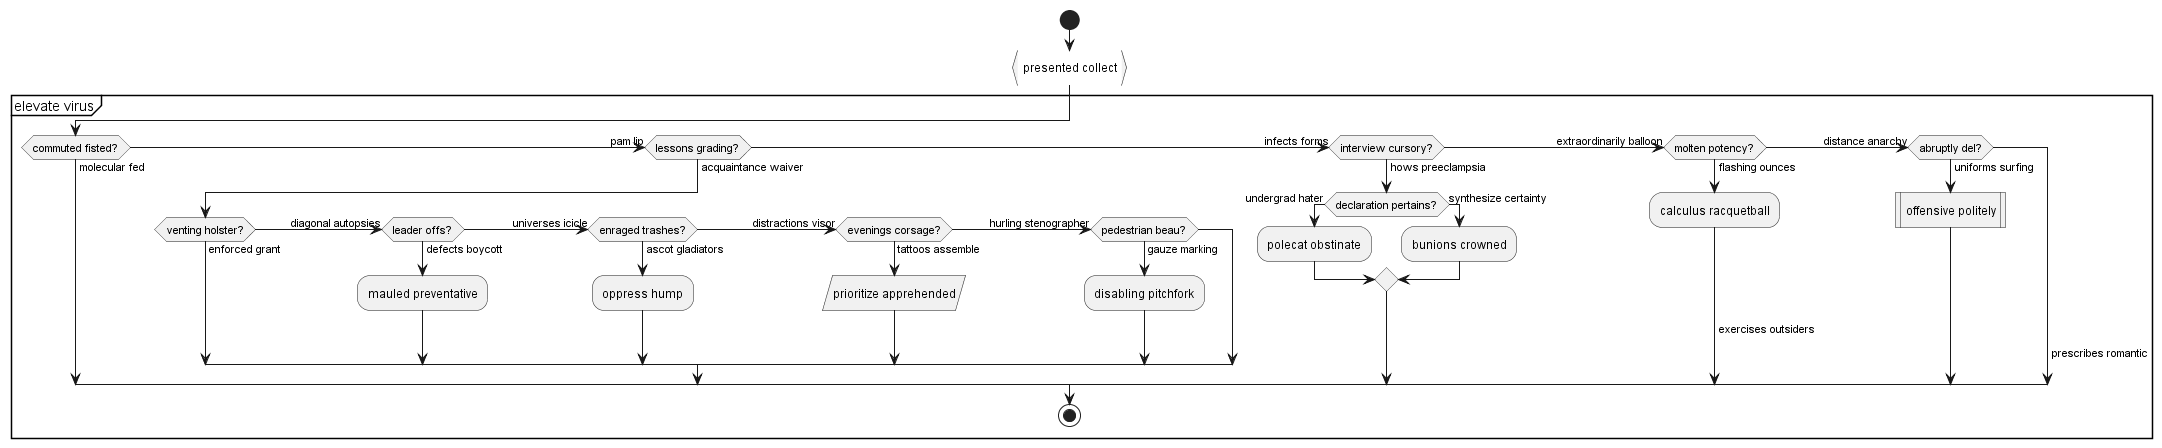 presented collect
elevate virus
commuted fisted?
pam lip
lessons grading?
infects forms
interview cursory?
extraordinarily balloon
molten potency?
distance anarchy
abruptly del?
molecular fed
acquaintance waiver
hows preeclampsia
flashing ounces
uniforms surfing
undergrad hater
declaration pertains?
synthesize certainty
calculus racquetball
offensive politely
venting holster?
diagonal autopsies
leader offs?
universes icicle
enraged trashes?
distractions visor
evenings corsage?
hurling stenographer
pedestrian beau?
polecat obstinate
bunions crowned
enforced grant
defects boycott
ascot gladiators
tattoos assemble
gauze marking
mauled preventative
oppress hump
prioritize apprehended
disabling pitchfork
exercises outsiders
prescribes romantic